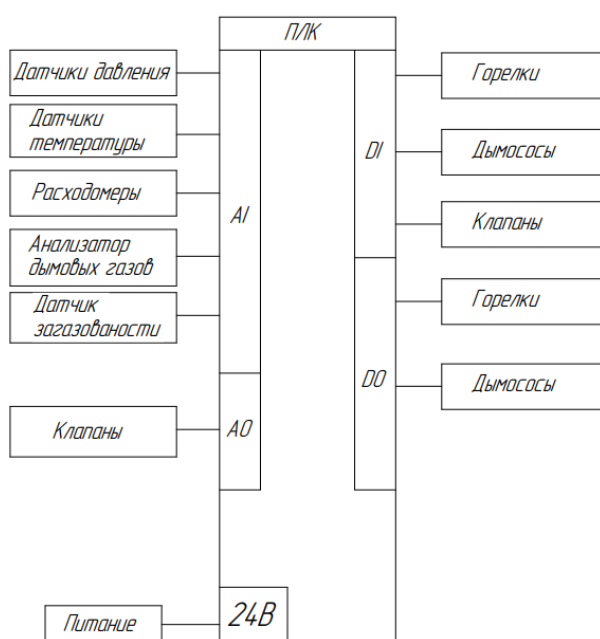 ПЛК
Датчики давления
Датчики
температуры
Расходомеры
Анализатор
дымовых газов
Датчик
загазованости
Клапаны
Питание
AI
AO
24В
DI
DO
Горелки
Дымососы
Клапаны
Горелки
Дымососы